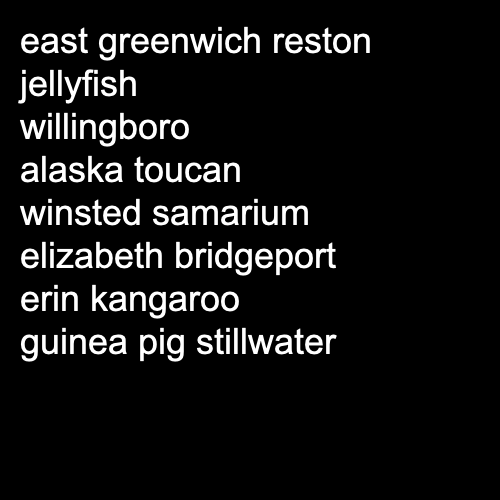 east greenwich reston
jellyfish
willingboro
alaska toucan
winsted samarium
elizabeth bridgeport
erin kangaroo
guinea pig stillwater